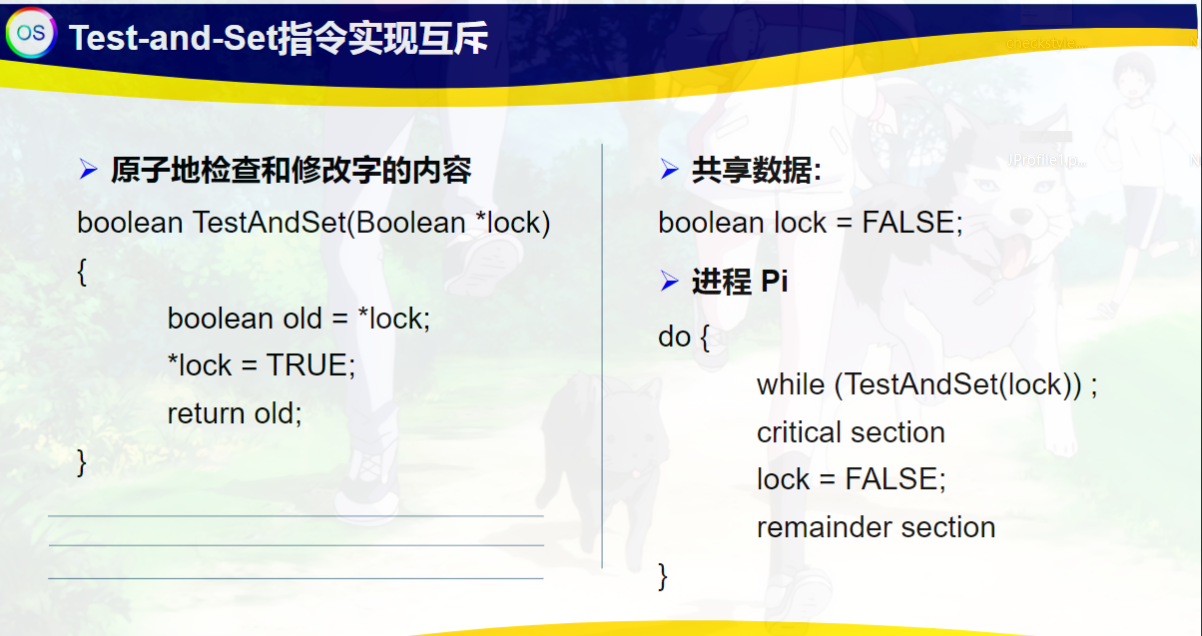 OS
Test-and-Set指令实现互斥
checkstyle....
原子地检查和修改字的内容
boolean TestAndSet(Boolean *lock)
{
boolean old = *lock;
*lock = TRUE;
return old;
}
共享数据:
JProfile1.p...
boolean lock = FALSE;
进程 Pi
do {
while (TestAndSet(lock)) ;
critical section
lock = FALSE;
remainder section
}